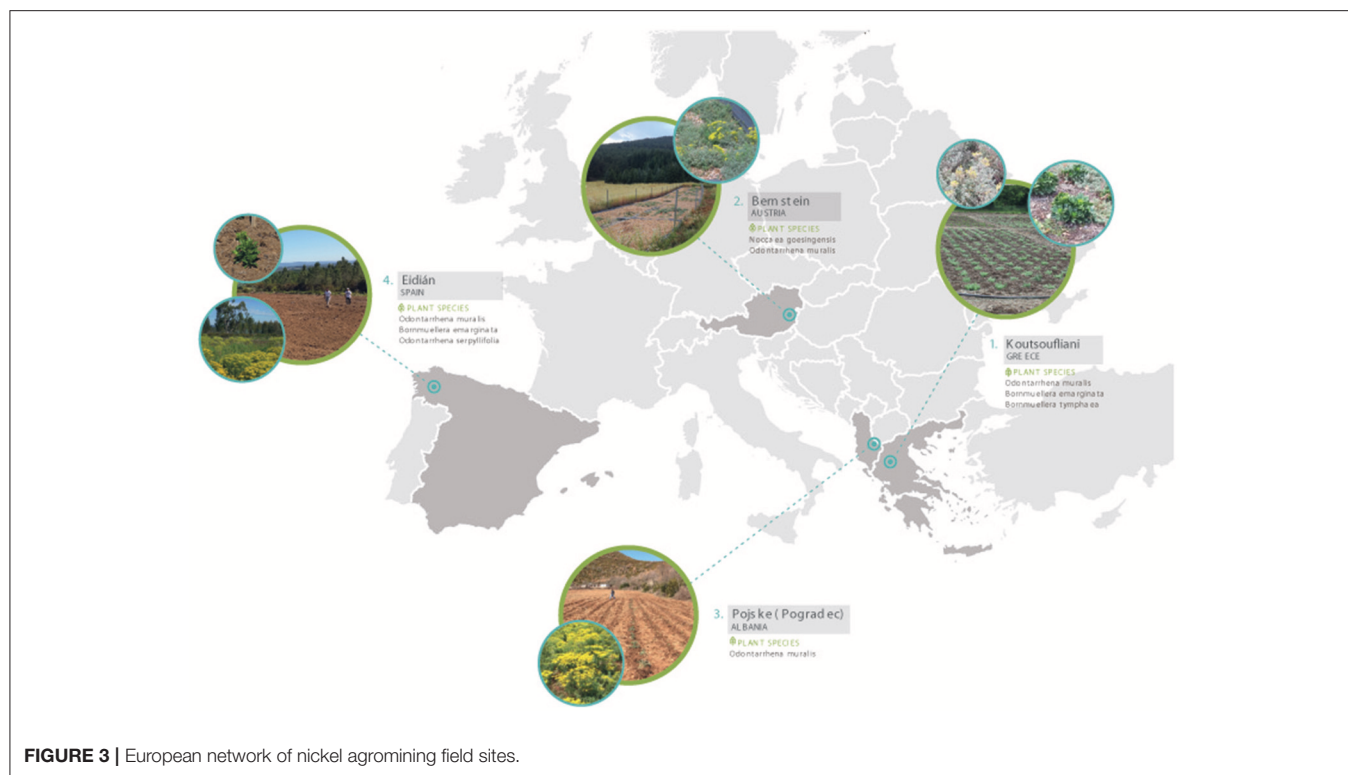 2. Bernstein
AUSTRIA
PLANT SPECIES
Noccaea goesingensis
Odontarrhena muralis
4. Eidián
SPAIN
PLANT SPECIES
Odontarrhena muralis
Bornmuellera emarginata
Odontarrhena serpyllifolia
1. Koutsoufliani
GREECE
PLANT SPECIES
Odontarrhena muralis
Bornmuellera emarginata
Bornmuellera tymphaea
3. Pojske (Pogradec)
ALBANIA
PLANT SPECIES
Odontarrhena muralis
FIGURE 3 | European network of nickel agromining field sites.